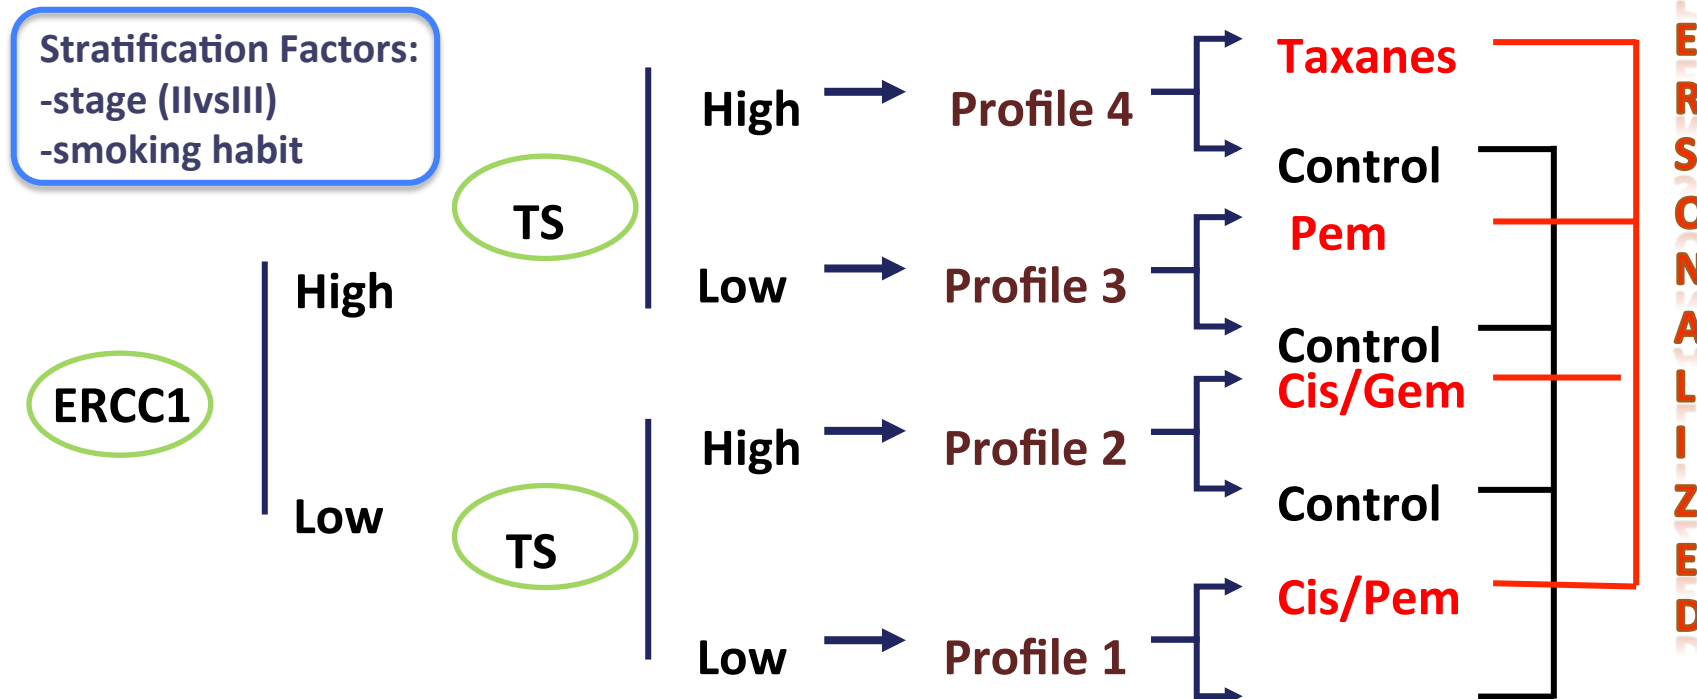 Stratification Factors:
-stage (IIvsIII)
-smoking habit
ERCC1
High
Low
TS
TS
High
Low
High
Low
Profile 4
Profile 3
Profile 2
Profile 1
Taxanes
Control
Pem
Control
Cis/Gem
Control
Cis/Pem
E
R
S
O
N
A
L
I
Z
E
D